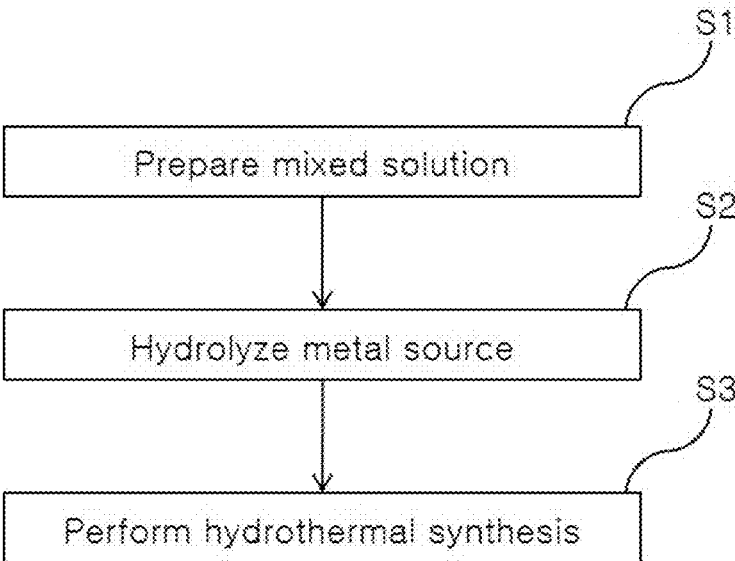 S1
Prepare mixed solution
S2
Hydrolyze metal source
S3
Perform hydrothermal synthesis